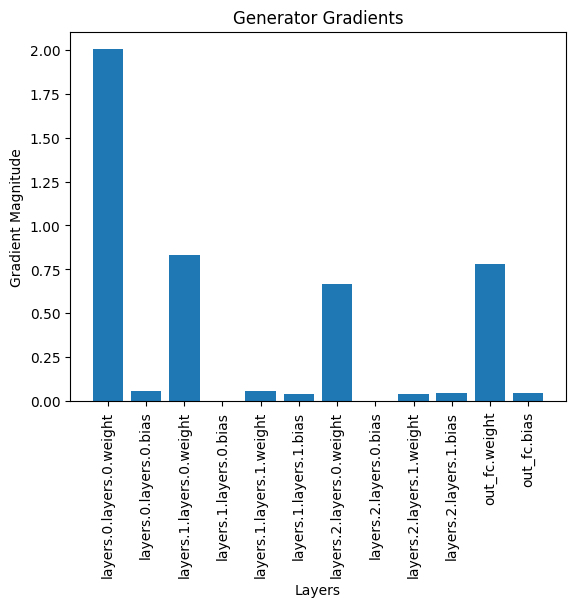 Generator Gradients
Gradient Magnitude
2.00
1.75
1.50
1.25
1.00
0.75
0.50
0.25
0.00
layers.0.layers.0.weight
layers.0.layers.0.bias
layers.1.layers.0.weight
layers.1.layers.0.bias
layers.1.layers.1.weight
layers.1.layers.1.bias
layers.2.layers.0.weight
layers.2.layers.0.bias
layers.2.layers.1.weight
layers.2.layers.1.bias
out_fc.weight
out_fc.bias
Layers